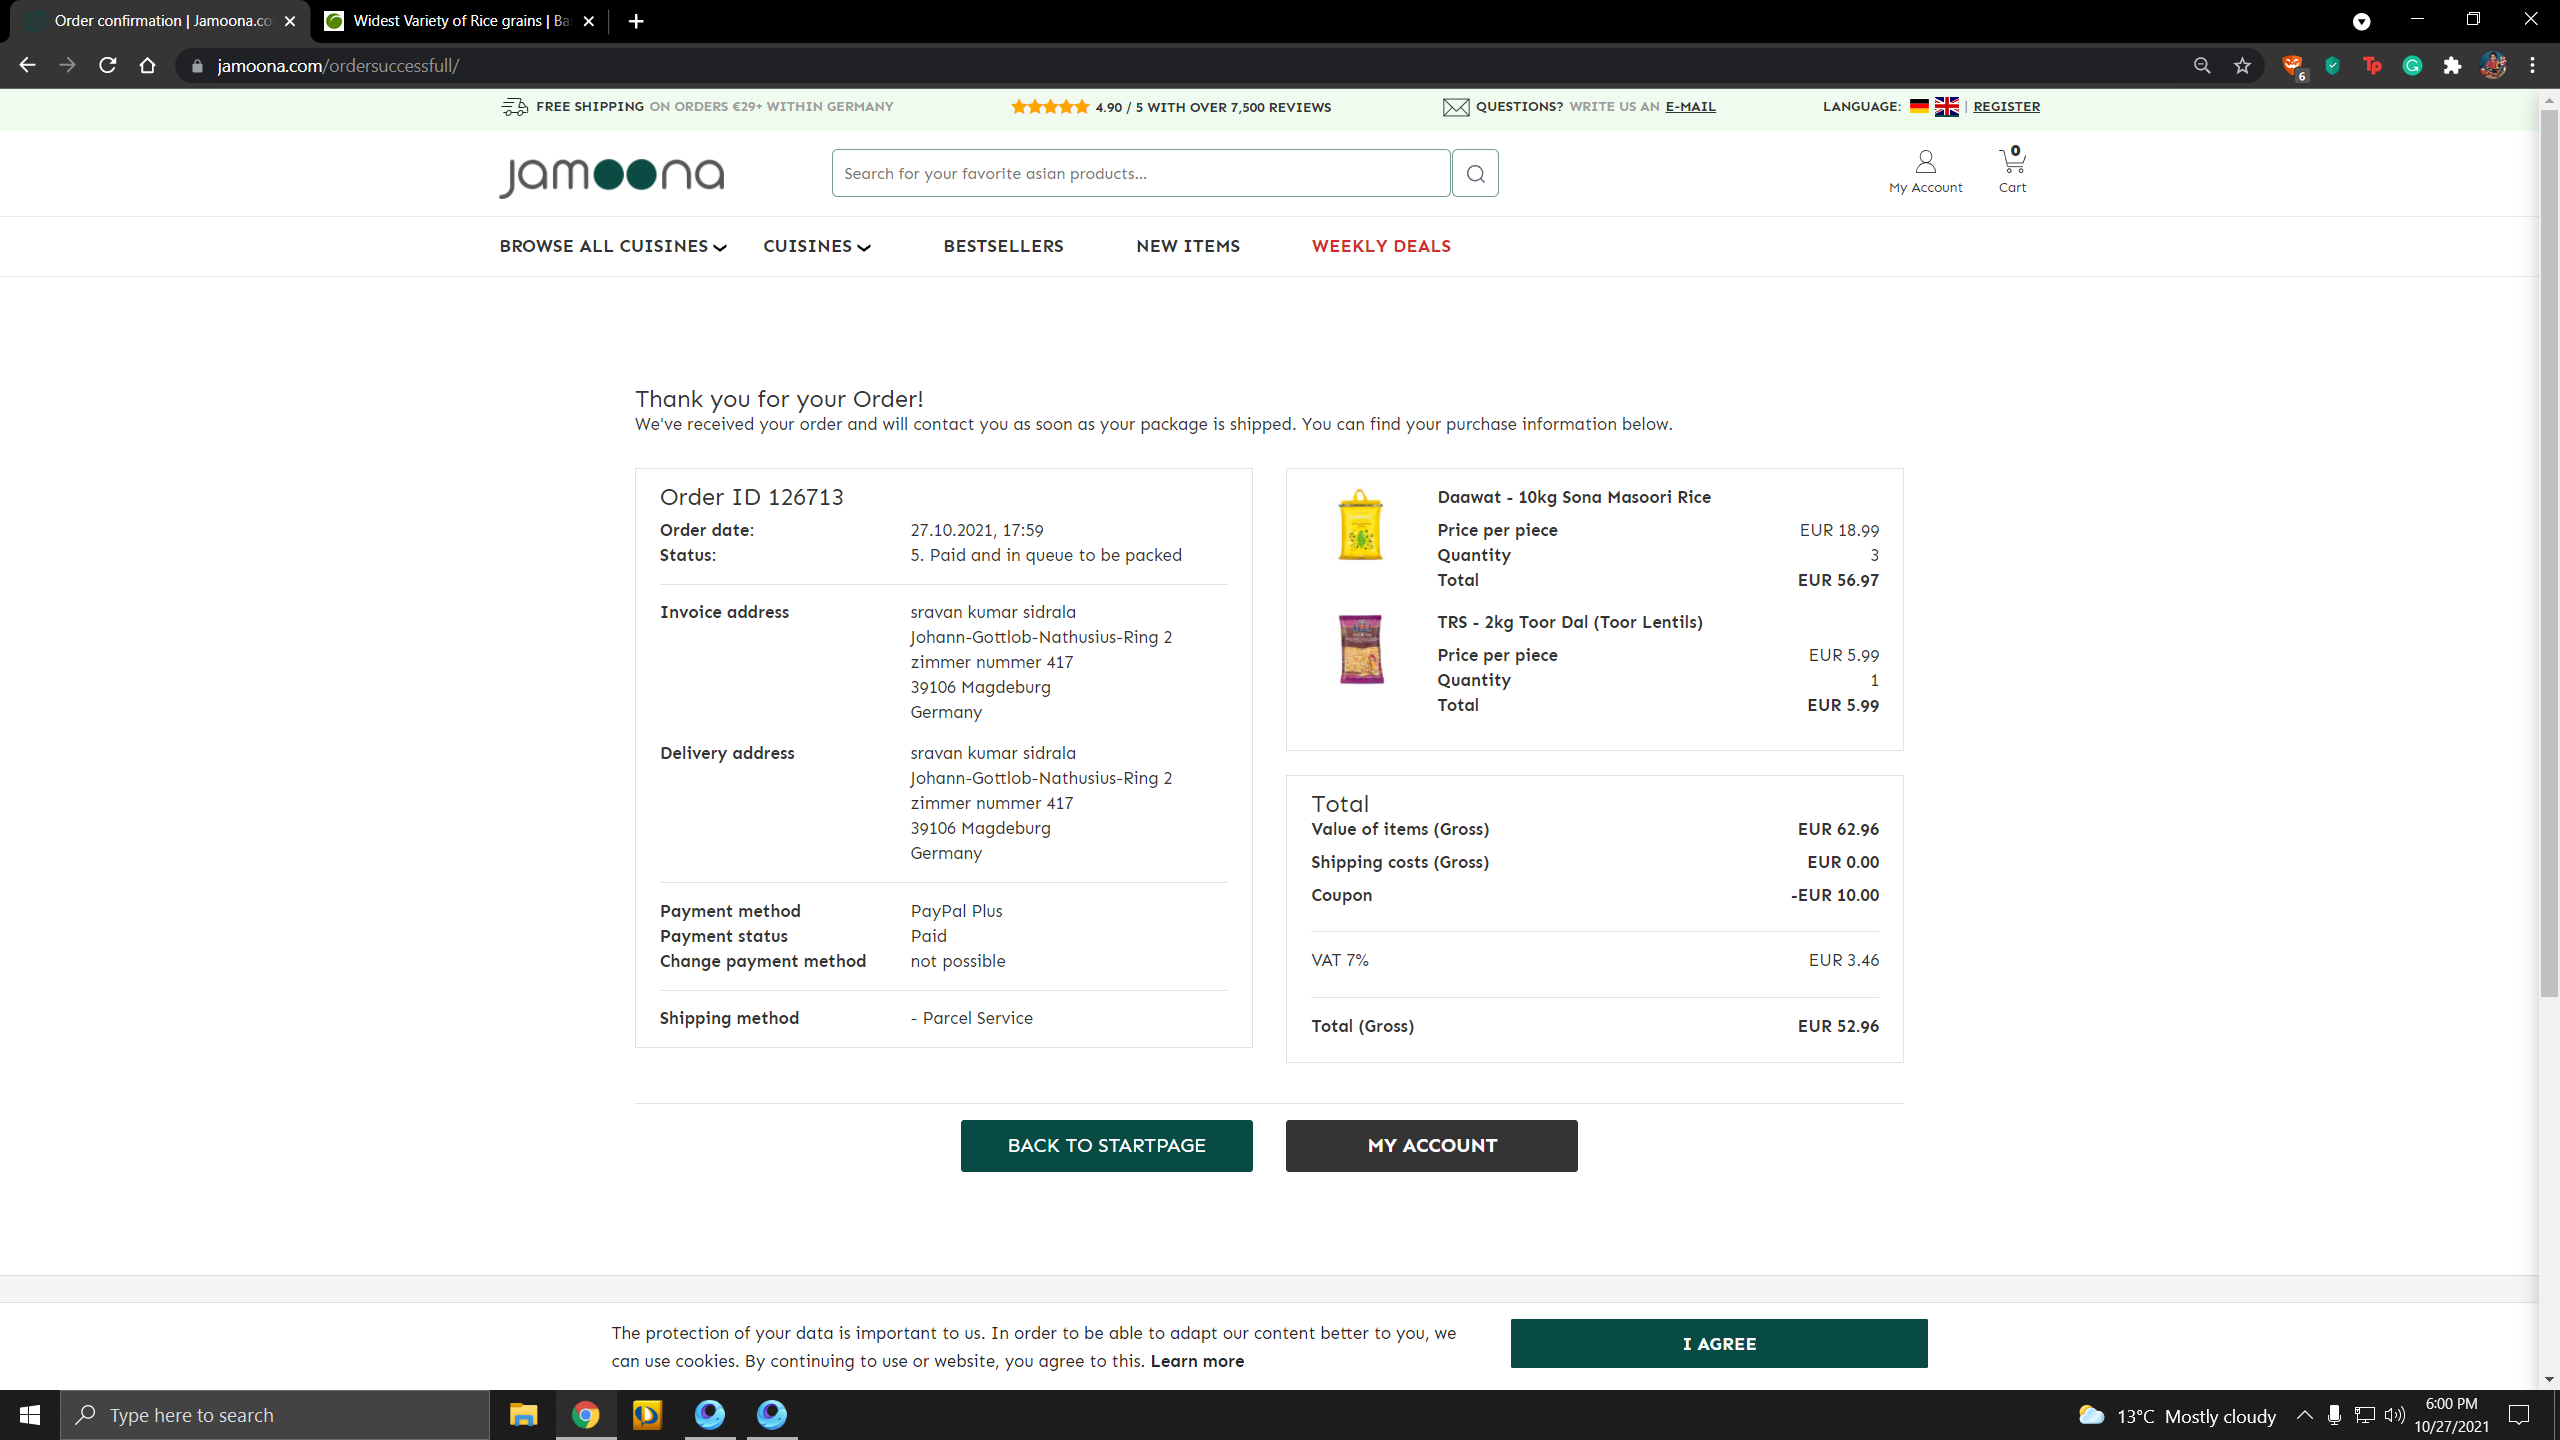 Order confirmation | Jamoona.co
Widest Variety of Rice grains | Ba
jamoona.com/ordersuccessfull/
6
FREE SHIPPING ON ORDERS €29+ WITHIN GERMANY
4.90 / 5 WITH OVER 7,500 REVIEWS
QUESTIONS? WRITE US AN E-MAIL
LANGUAGE: | REGISTER
jamoona
Search for your favorite asian products...
My Account
0
Cart
BROWSE ALL CUISINES
CUISINES
BESTSELLERS
NEW ITEMS
WEEKLY DEALS
Thank you for your Order!
We've received your order and will contact you as soon as your package is shipped. You can find your purchase information below.
Order ID 126713
Order date: 27.10.2021, 17:59
Status: 5. Paid and in queue to be packed
Invoice address sravan kumar sidrala
Johann-Gottlob-Nathusius-Ring 2
zimmer nummer 417
39106 Magdeburg
Germany
Delivery address sravan kumar sidrala
Johann-Gottlob-Nathusius-Ring 2
zimmer nummer 417
39106 Magdeburg
Germany
Payment method PayPal Plus
Payment status Paid
Change payment method not possible
Shipping method - Parcel Service
Daawat - 10kg Sona Masoori Rice
Price per piece EUR 18.99
Quantity 3
Total EUR 56.97
TRS - 2kg Toor Dal (Toor Lentils)
Price per piece EUR 5.99
Quantity 1
Total EUR 5.99
Total
Value of items (Gross) EUR 62.96
Shipping costs (Gross) EUR 0.00
Coupon -EUR 10.00
VAT 7% EUR 3.46
Total (Gross) EUR 52.96
BACK TO STARTPAGE
MY ACCOUNT
The protection of your data is important to us. In order to be able to adapt our content better to you, we
can use cookies. By continuing to use or website, you agree to this. Learn more
I AGREE
Type here to search
13°C Mostly cloudy
6:00 PM
10/27/2021